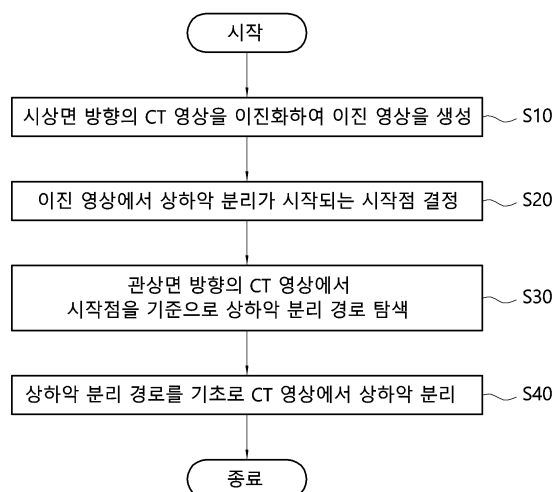 시작
시상면 방향의 CT 영상을 이진화하여 이진 영상을 생성
S10
이진 영상에서 상하악 분리가 시작되는 시작점 결정
S20
관상면 방향의 CT 영상에서
시작점을 기준으로 상하악 분리 경로 탐색
S30
상하악 분리 경로를 기초로 CT 영상에서 상하악 분리
S40
종료